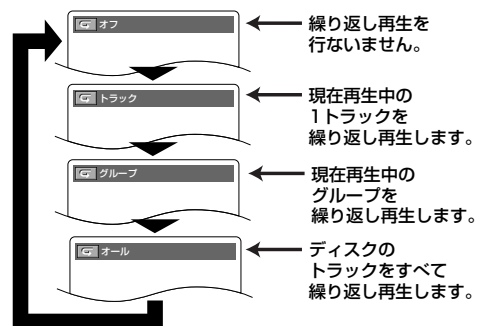 オフ
繰り返し再生を
行ないません。
トラック
現在再生中の
1トラックを
繰り返し再生します。
グループ
現在再生中の
グループを
繰り返し再生します。
オール
ディスクの
トラックをすべて
繰り返し再生します。